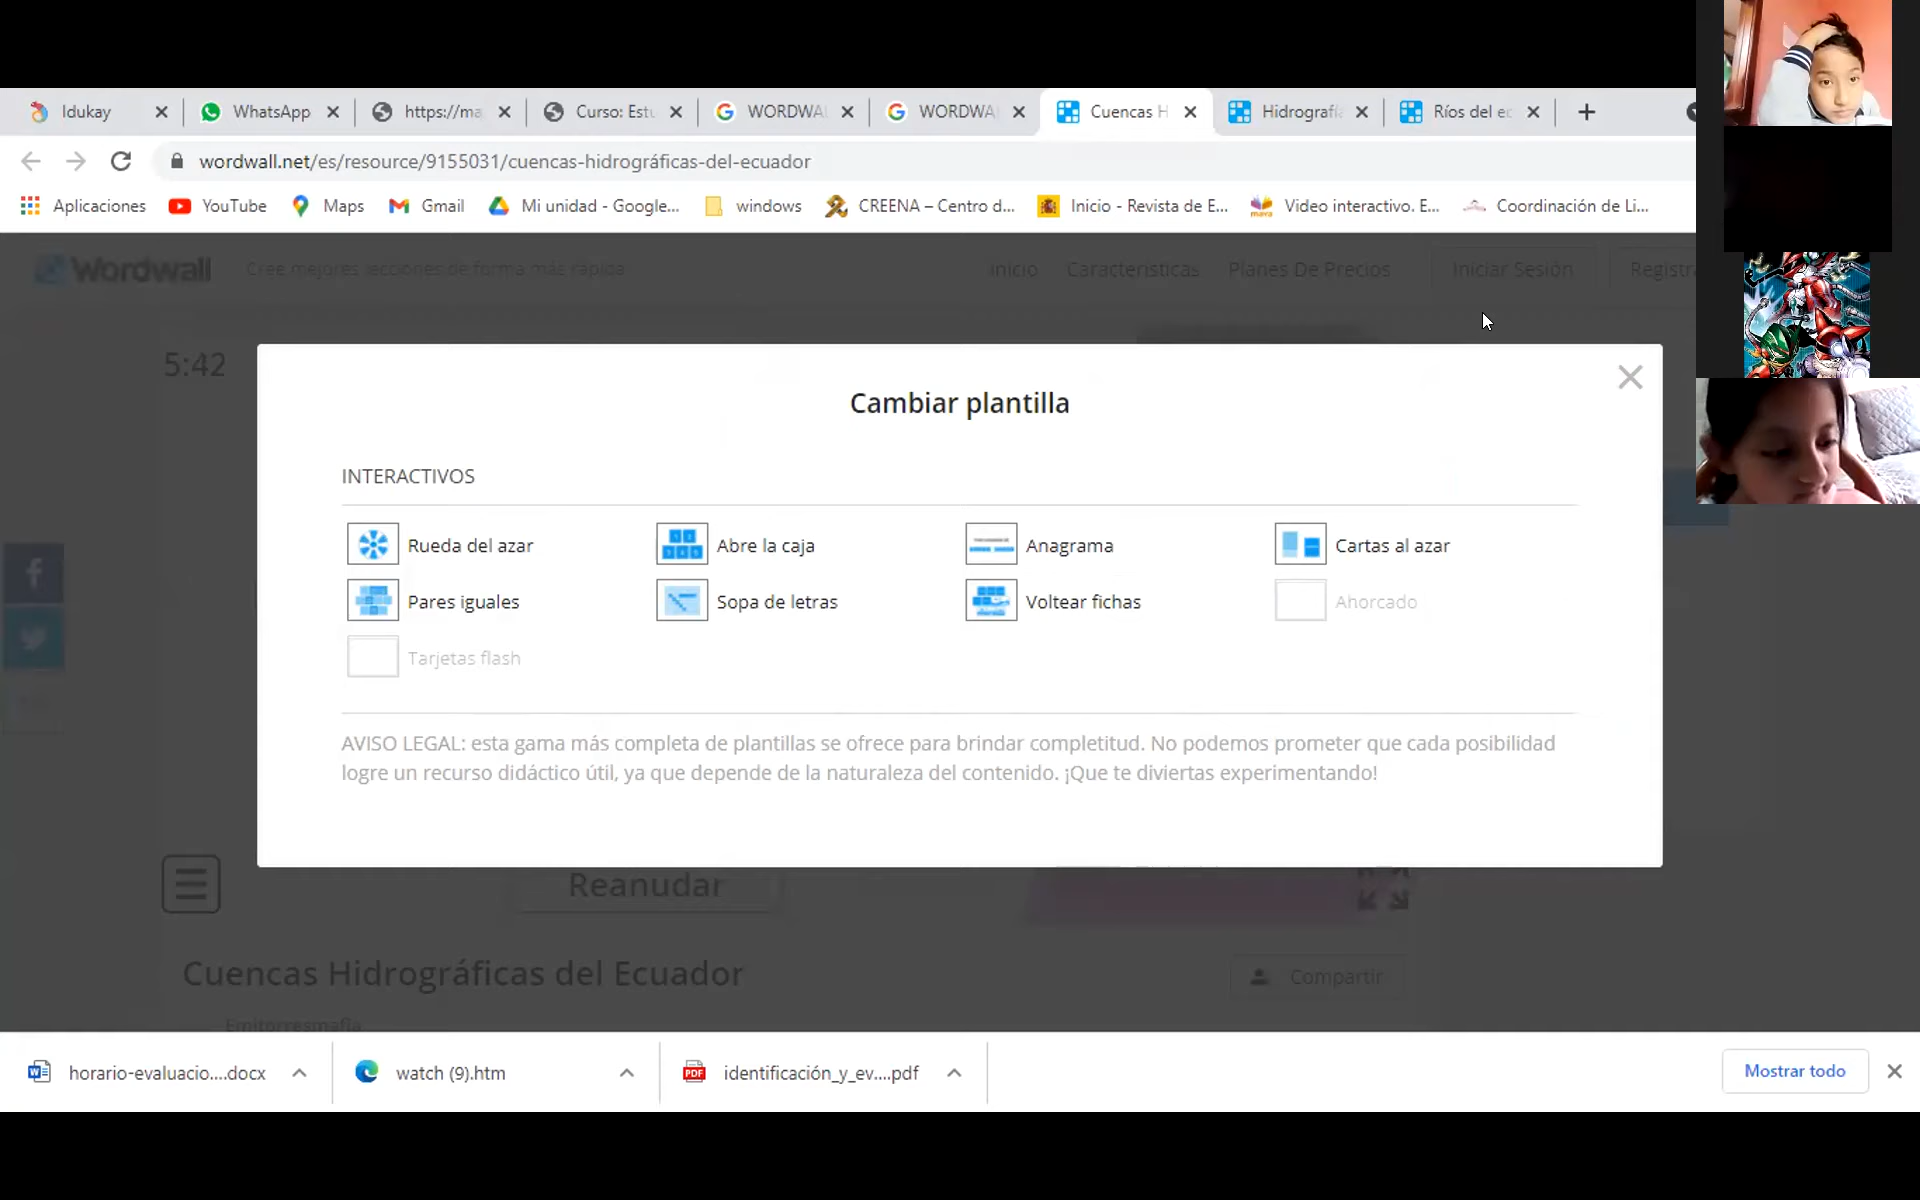 Idukay
WhatsApp
https://ma
Curso: Estu
WORDWAL
WORDWA
Cuencas H
Hidrografía
Ríos del ec
wordwall.net/es/resource/9155031/cuencas-hidrográficas-del-ecuador
Aplicaciones
YouTube
Maps
Gmail
Mi unidad - Google...
windows
CREENA – Centro d...
Inicio - Revista de E...
Video interactivo. E...
Coordinación de Li...
Wordwall
Cree mejores lecciones de forma más rápida
Inicio
Características
Planes De Precios
Iniciar Sesión
Registra
5:42
Cambiar plantilla
INTERACTIVOS
Rueda del azar
Abre la caja
Anagrama
Cartas al azar
Pares iguales
Sopa de letras
Voltear fichas
Ahorcado
Tarjetas flash
AVISO LEGAL: esta gama más completa de plantillas se ofrece para brindar completitud. No podemos prometer que cada posibilidad
logre un recurso didáctico útil, ya que depende de la naturaleza del contenido. ¡Que te diviertas experimentando!
Reanudar
Cuencas Hidrográficas del Ecuador
Compartir
horario-evaluacio....docx
watch (9).htm
identificación_y_ev....pdf
Mostrar todo